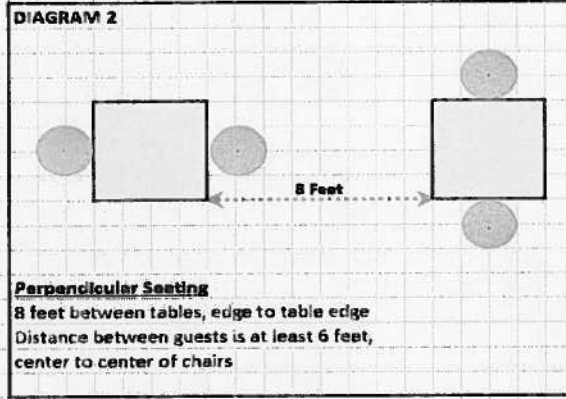 DIAGRAM 2
8 Feet
Perpendicular Seating
8 feet between tables, edge to table edge
Distance between guests is at least 6 feet,
center to center of chairs